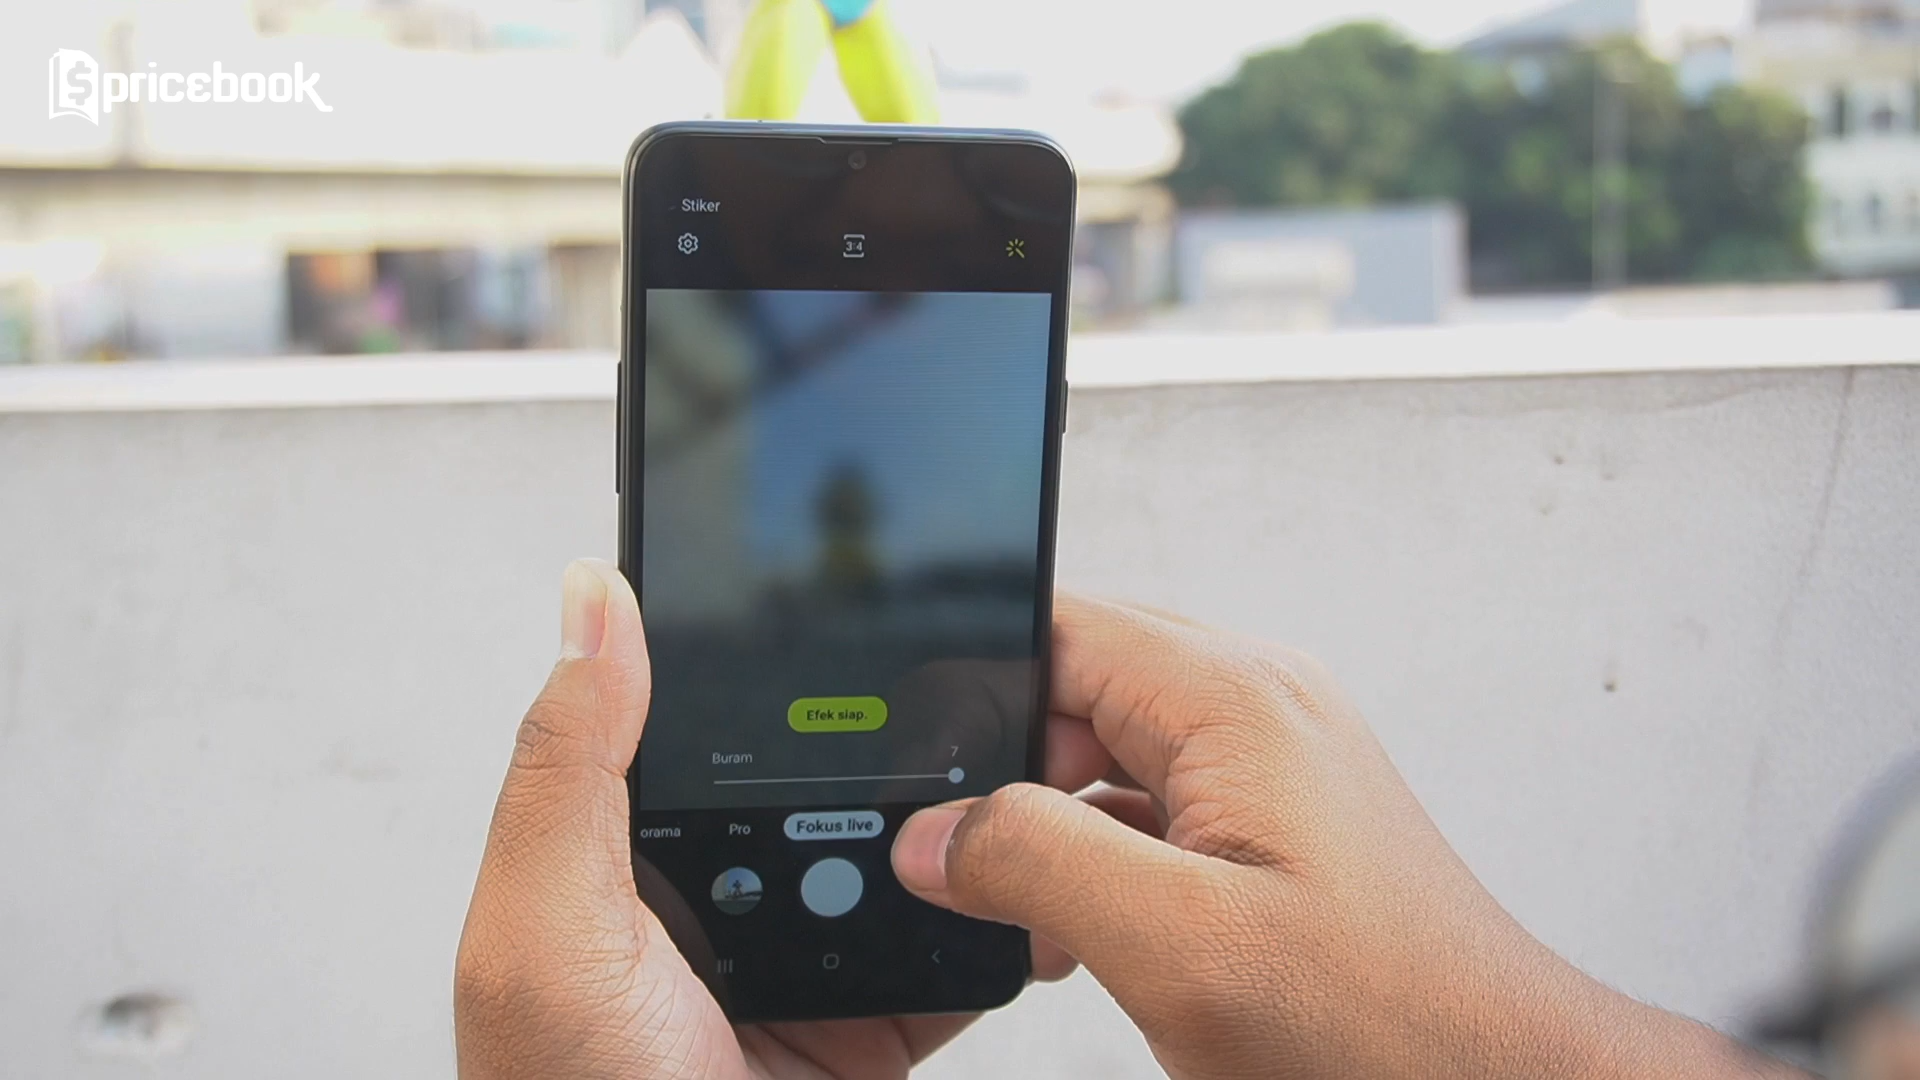 pricebook
Stiker
3:4
Efek siap.
Buram
7
orama
Pro
Fokus live